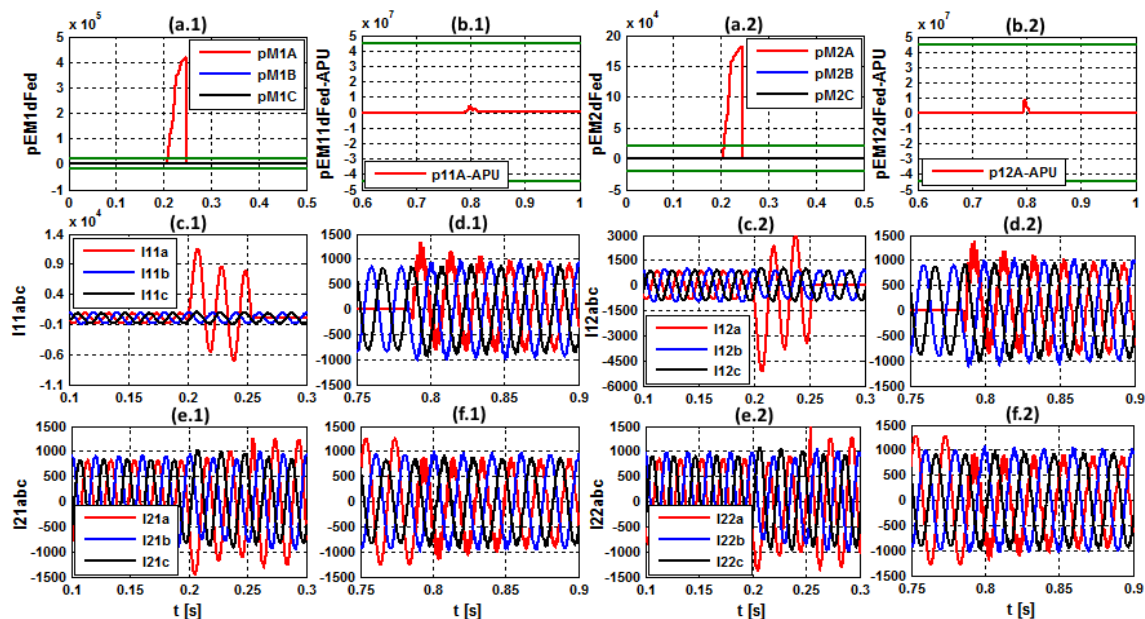 x 10^5 (a.1)
5
4
3
2
1
0
-1
pEM1dFed
pM1A
pM1B
pM1C
0 0.1 0.2 0.3 0.4 0.5
x 10^7 (b.1)
5
4
3
2
1
0
-1
-2
-3
-4
5
pEM11dFed-APU
p11A-APU
0.6 0.7 0.8 0.9 1
x 10^4 (a.2)
20
15
10
5
0
5
pEM2dFed
pM2A
pM2B
pM2C
0 0.1 0.2 0.3 0.4 0.5
x 10^7 (b.2)
5
4
3
2
1
0
-1
-2
-3
-4
5
pEM12dFed-APU
p12A-APU
0.6 0.7 0.8 0.9 1
x 10^4 (c.1)
1.4
0.9
0.4
-0.1
-0.6
-1.1
I11abc
I11a
I11b
I11c
0.1 0.15 0.2 0.25 0.3
(d.1)
1500
1000
500
0
-500
-1000
1500
0.75 0.8 0.85 0.9
(c.2)
3000
1500
0
-1500
-3000
-4500
6000
I12abc
I12a
I12b
I12c
0.1 0.15 0.2 0.25 0.3
(d.2)
1500
1000
500
0
-500
-1000
1500
0.75 0.8 0.85 0.9
(e.1)
1500
1000
500
0
-500
-1000
-1500
I21abc
I21a
I21b
I21c
0.1 0.15 0.2 0.25 0.3
t [s]
(f.1)
1500
1000
500
0
-500
-1000
1500
0.75 0.8 0.85 0.9
t [s]
(e.2)
1500
1000
500
0
-500
-1000
-1500
I22abc
I22a
I22b
I22c
0.1 0.15 0.2 0.25 0.3
t [s]
(f.2)
1500
1000
500
0
-500
-1000
1500
0.75 0.8 0.85 0.9
t [s]